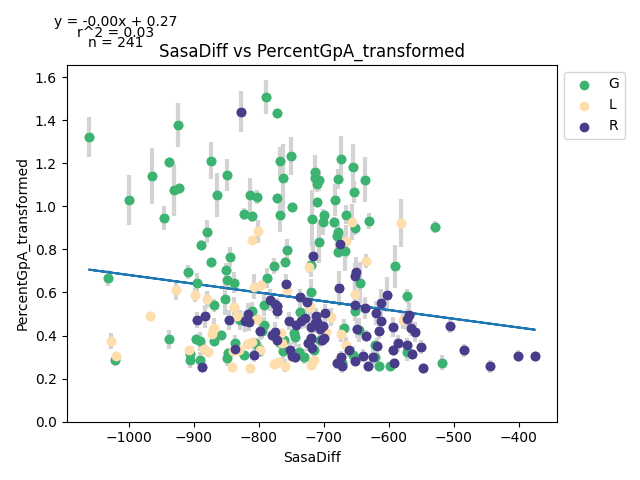 y = -0.00x + 0.27
r^2 = 0.03
n = 241
SasaDiff vs PercentGpA_transformed
G
L
R
PercentGpA_transformed
1.6
1.4
1.2
1.0
0.8
0.6
0.4
0.2
0.0
−1000 −900 −800 −700 −600 −500 −400
SasaDiff